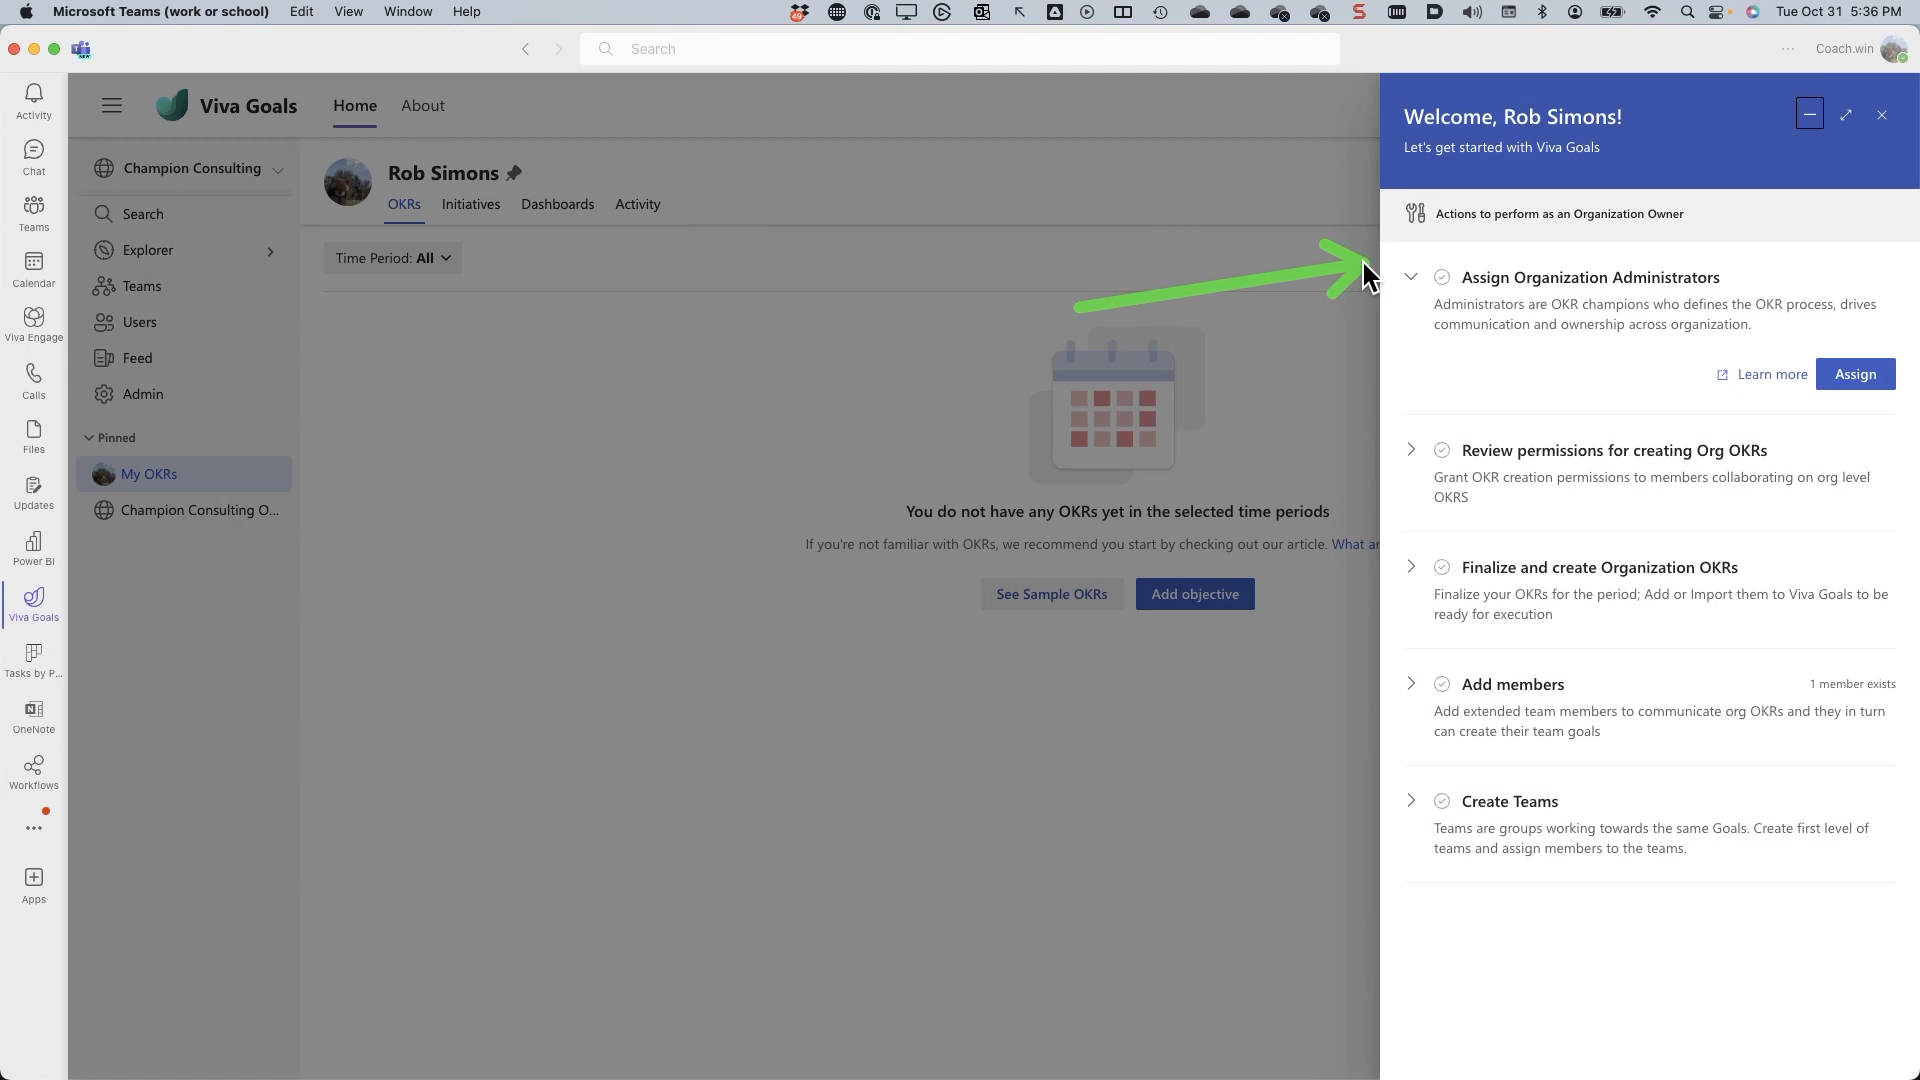 Microsoft Teams (work or school) Edit View Window Help
49
Tue Oct 31 5:36 PM
Search
Coach.win
NEW
Activity
Chat
Teams
Calendar
Viva Engage
Calls
Files
Updates
Power BI
Viva Goals
Tasks by P...
OneNote
Workflows
Apps
Viva Goals
Home About
Champion Consulting
Search
Explorer
Teams
Users
Feed
Admin
Pinned
My OKRs
Champion Consulting O...
Rob Simons
OKRs Initiatives Dashboards Activity
Time Period: All
You do not have any OKRs yet in the selected time periods
If you're not familiar with OKRs, we recommend you start by checking out our article. What ar
See Sample OKRs Add objective
Welcome, Rob Simons!
Let's get started with Viva Goals
Actions to perform as an Organization Owner
Assign Organization Administrators
Administrators are OKR champions who defines the OKR process, drives
communication and ownership across organization.
Learn more Assign
Review permissions for creating Org OKRs
Grant OKR creation permissions to members collaborating on org level
OKRS
Finalize and create Organization OKRs
Finalize your OKRs for the period; Add or Import them to Viva Goals to be
ready for execution
Add members 1 member exists
Add extended team members to communicate org OKRs and they in turn
can create their team goals
Create Teams
Teams are groups working towards the same Goals. Create first level of
teams and assign members to the teams.